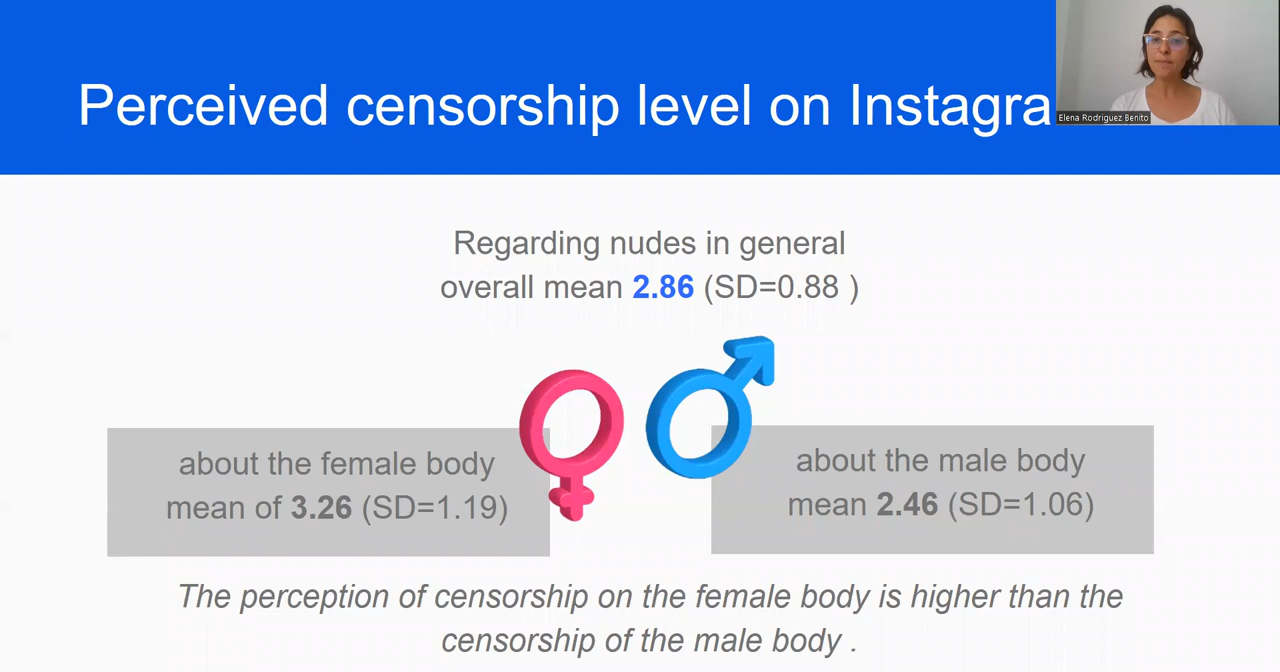 Perceived censorship level on Instagra
Elena Rodriguez Benito
Regarding nudes in general
overall mean 2.86 (SD=0.88 )
about the female body
mean of 3.26 (SD=1.19)
about the male body
mean 2.46 (SD=1.06)
The perception of censorship on the female body is higher than the
censorship of the male body .